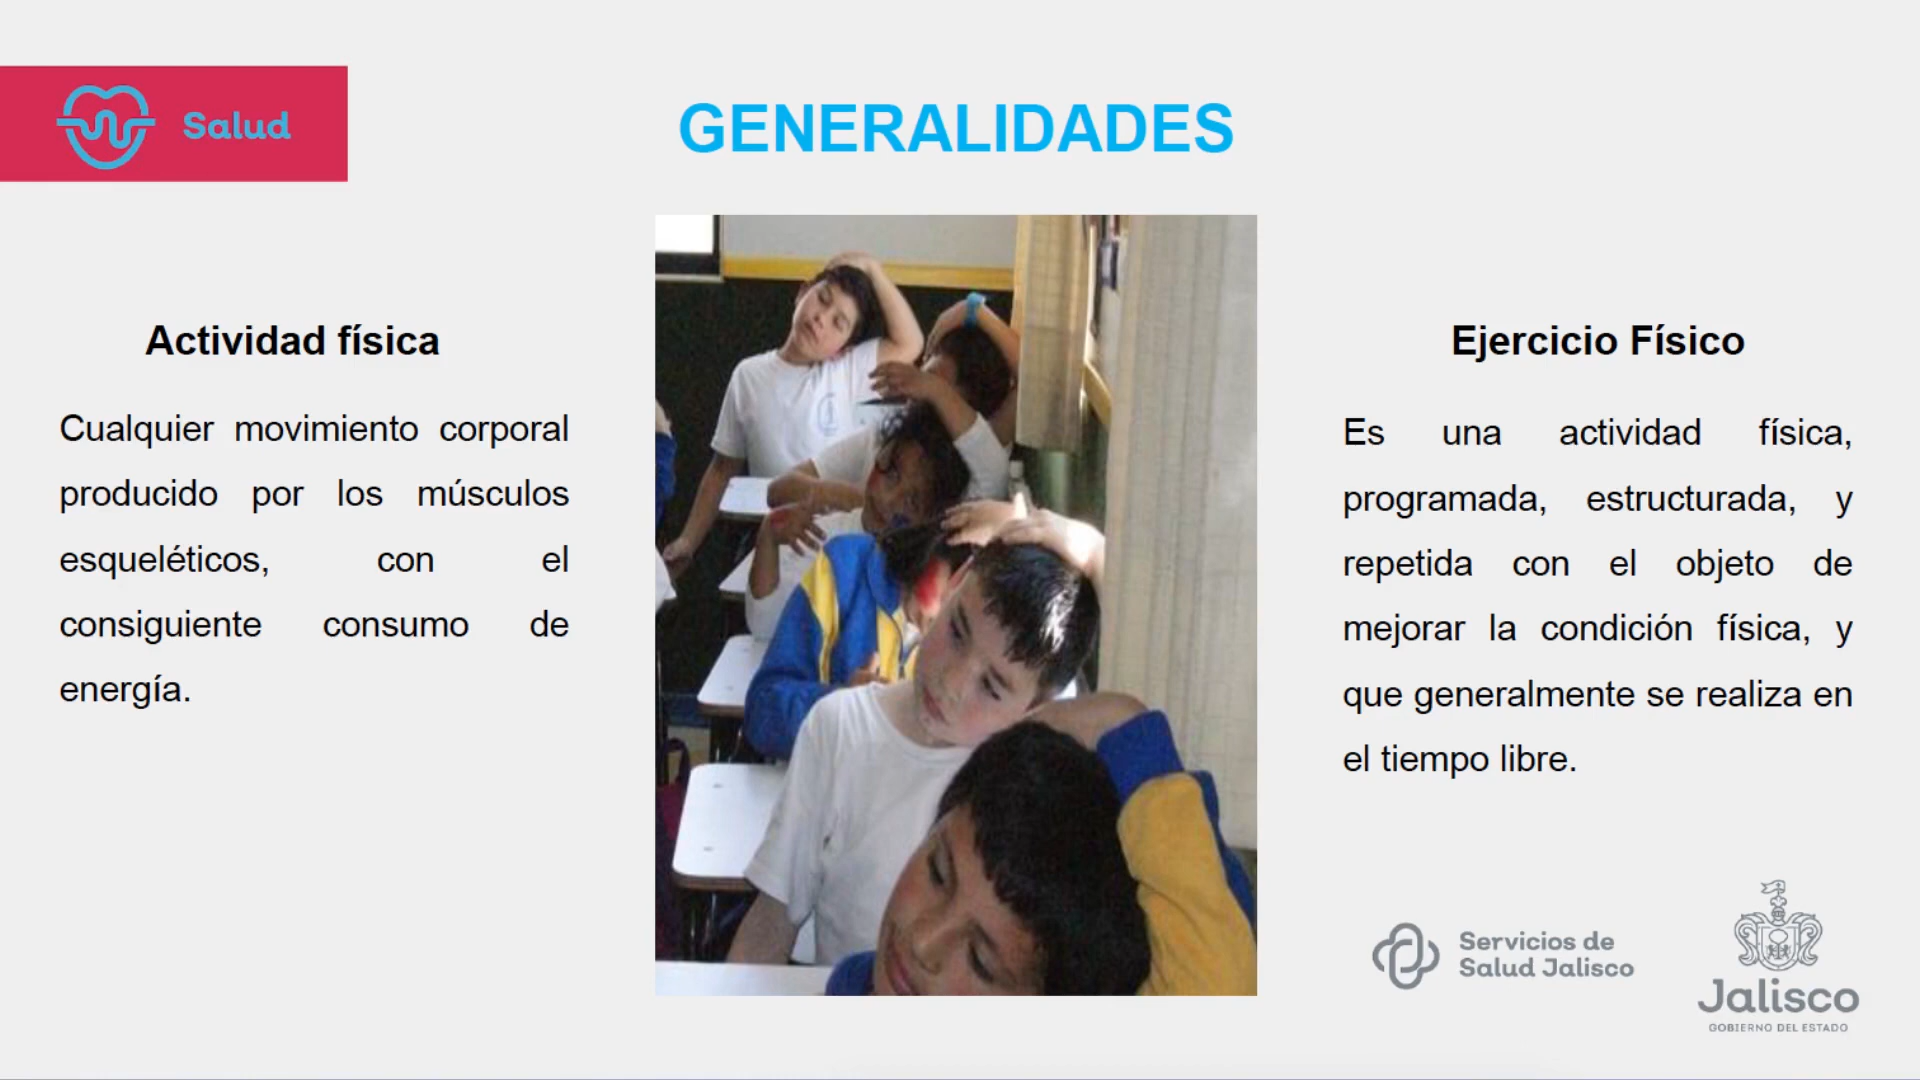 Salud
GENERALIDADES
Actividad física
Cualquier movimiento corporal
producido por los músculos
esqueléticos, con el
consiguiente consumo de
energía.
Ejercicio Físico
Es una actividad física,
programada, estructurada, y
repetida con el objeto de
mejorar la condición física, y
que generalmente se realiza en
el tiempo libre.
Servicios de
Salud Jalisco
Jalisco
GOBIERNO DEL ESTADO